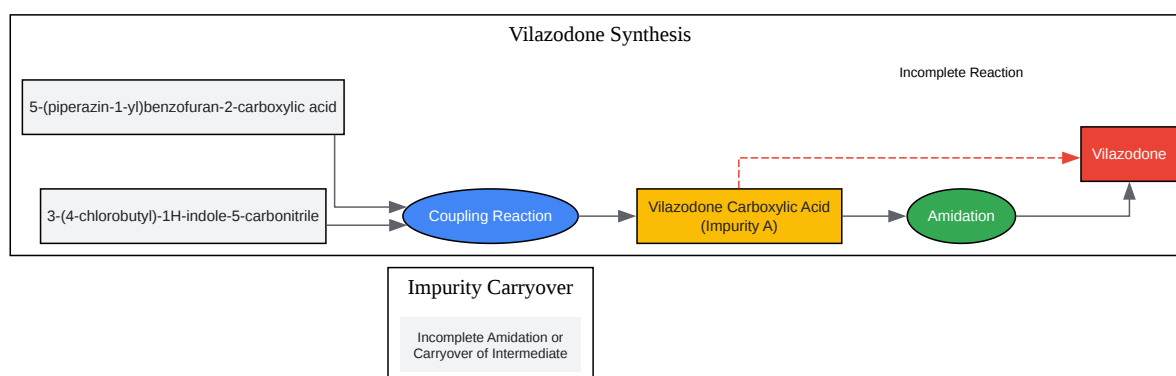 Vilazodone Synthesis
Incomplete Reaction
5-(piperazin-1-yl)benzofuran-2-carboxylic acid
Vilazodone
3-(4-chlorobutyl)-1H-indole-5-carbonitrile
Coupling Reaction
Vilazodone Carboxylic Acid
(Impurity A)
Amidation
Impurity Carryover
Incomplete Amidation or
Carryover of Intermediate